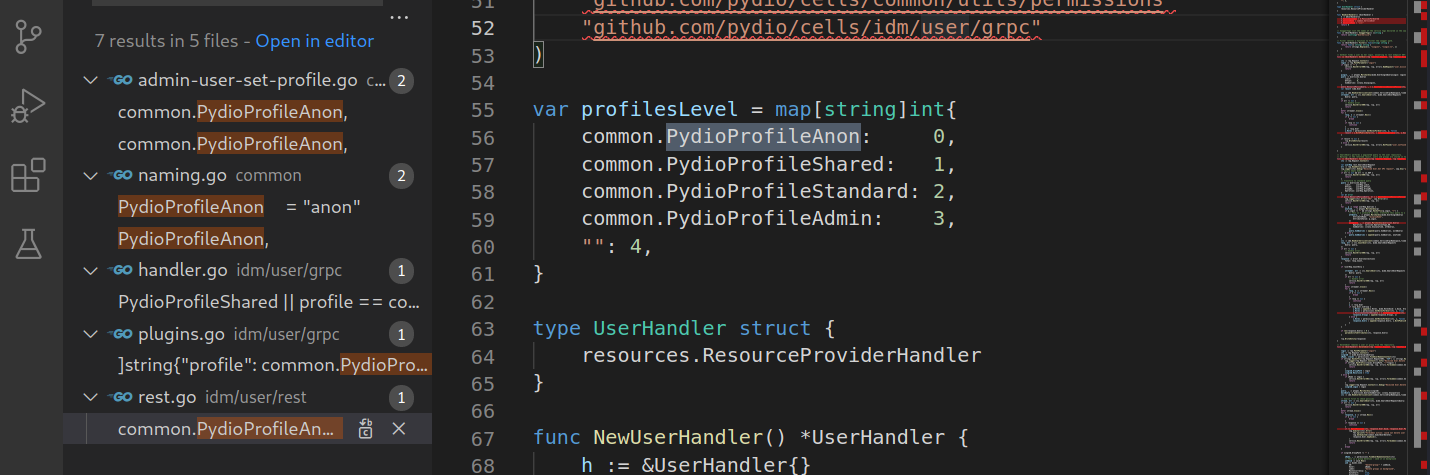 7 results in 5 files - Open in editor
admin-user-set-profile.go c... 2
common.PydioProfileAnon,
common.PydioProfileAnon,
naming.go common 2
PydioProfileAnon = "anon"
PydioProfileAnon,
handler.go idm/user/grpc 1
PydioProfileShared || profile == co...
plugins.go idm/user/grpc 1
]string{"profile": common.PydioPro...
rest.go idm/user/rest 1
common.PydioProfileAn...
51 "github.com/pydio/cells/common/utils/permissions"
52 "github.com/pydio/cells/idm/user/grpc"
53 )
54
55 var profilesLevel = map[string]int{
56 common.PydioProfileAnon: 0,
57 common.PydioProfileShared: 1,
58 common.PydioProfileStandard: 2,
59 common.PydioProfileAdmin: 3,
60 "": 4,
61 }
62
63 type UserHandler struct {
64 resources.ResourceProviderHandler
65 }
66
67 func NewUserHandler() *UserHandler {
68 h := &UserHandler{}